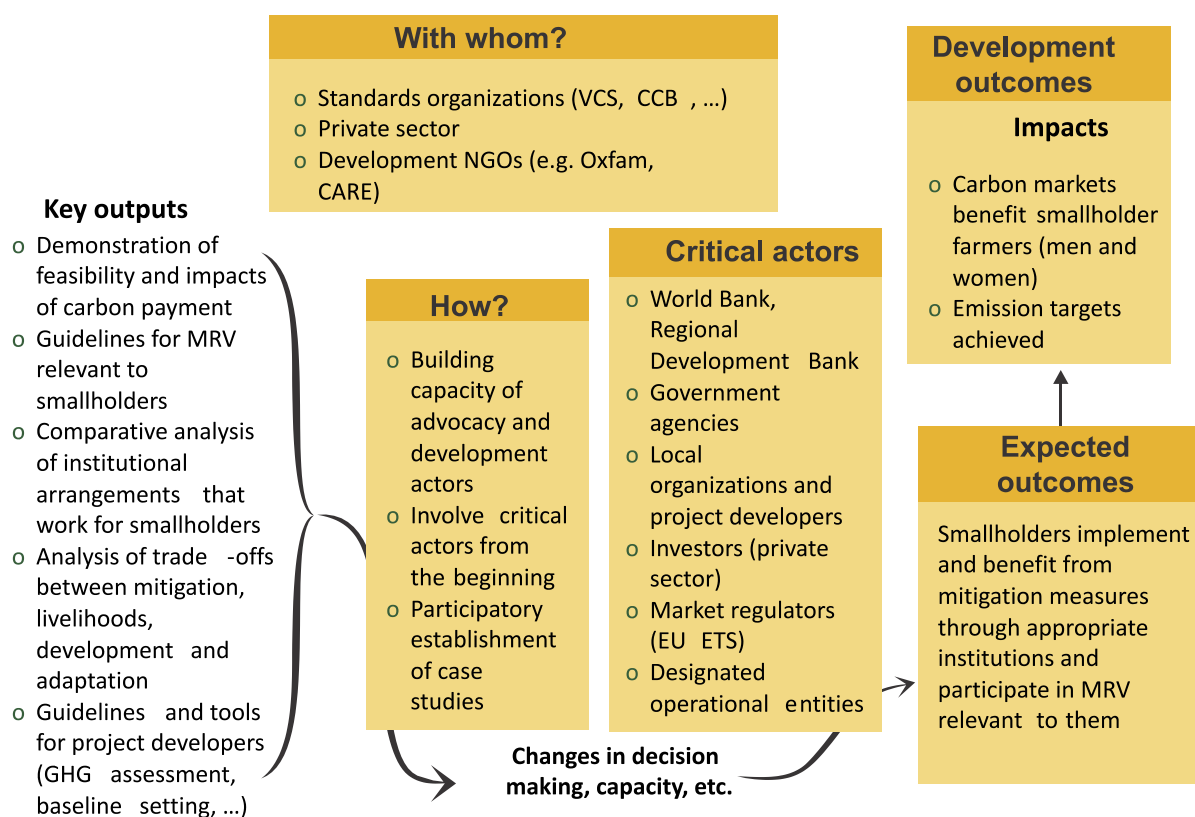 With whom?
o Standards organizations (VCS, CCB , …)
o Private sector
o Development NGOs (e.g. Oxfam,
CARE)
Key outputs
o Demonstration of
feasibility and impacts
of carbon payment
o Guidelines for MRV
relevant to
smallholders
o Comparative analysis
of institutional
arrangements that
work for smallholders
o Analysis of trade -offs
between mitigation,
livelihoods,
development and
adaptation
o Guidelines and tools
for project developers
(GHG assessment,
baseline setting, …)
How?
o Building
capacity of
advocacy and
development
actors
o Involve critical
actors from
the beginning
o Participatory
establishment
of case
studies
Critical actors
o World Bank,
Regional
Development Bank
o Government
agencies
o Local
organizations and
project developers
o Investors (private
sector)
o Market regulators
(EU ETS)
o Designated
operational entities
Changes in decision
making, capacity, etc.
Development
outcomes
Impacts
o Carbon markets
benefit smallholder
farmers (men and
women)
o Emission targets
achieved
Expected
outcomes
Smallholders implement
and benefit from
mitigation measures
through appropriate
institutions and
participate in MRV
relevant to them